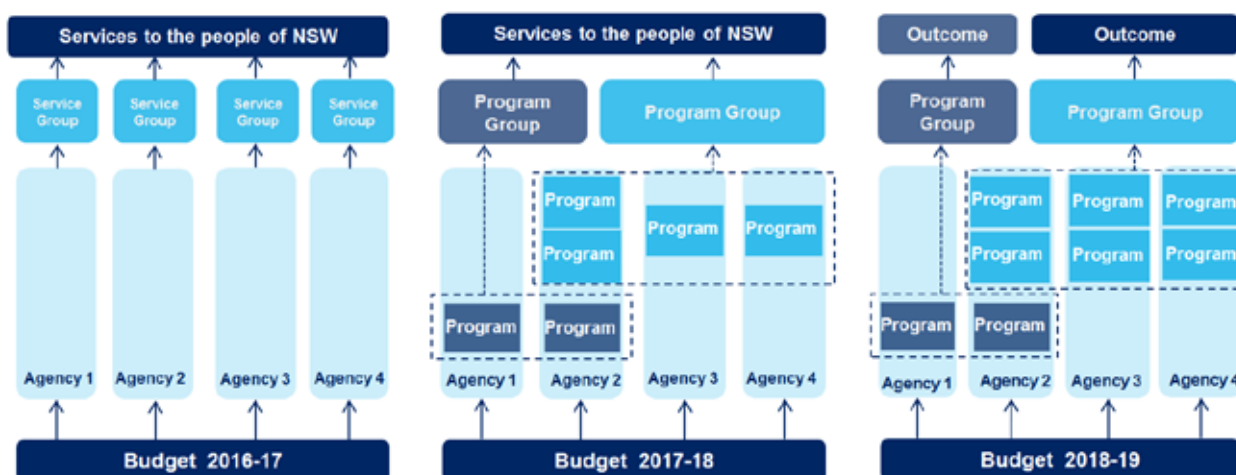 Services to the people of NSW
Service
Group
Service
Group
Service
Group
Service
Group
Agency 1
Agency 2
Agency 3
Agency 4
Budget 2016-17
Services to the people of NSW
Program
Group
Program Group
Program
Program
Program
Program
Program
Program
Agency 1
Agency 2
Agency 3
Agency 4
Budget 2017-18
Outcome
Outcome
Program
Group
Program Group
Program
Program
Program
Program
Program
Program
Program
Program
Agency 1
Agency 2
Agency 3
Agency 4
Budget 2018-19